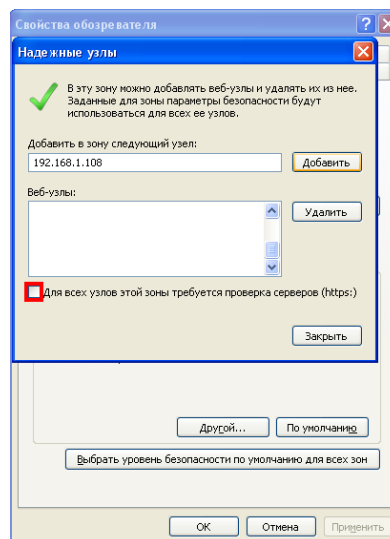 Свойства обозревателя
Надежные узлы
В эту зону можно добавлять веб-узлы и удалять их из нее.
Заданные для зоны параметры безопасности будут
использоваться для всех ее узлов.
Добавить в зону следующий узел:
192.168.1.108 Добавить
Веб-узлы:
Удалить
Для всех узлов этой зоны требуется проверка серверов (https:)
Закрыть
Другой... По умолчанию
Выбрать уровень безопасности по умолчанию для всех зон
OK Отмена Применить